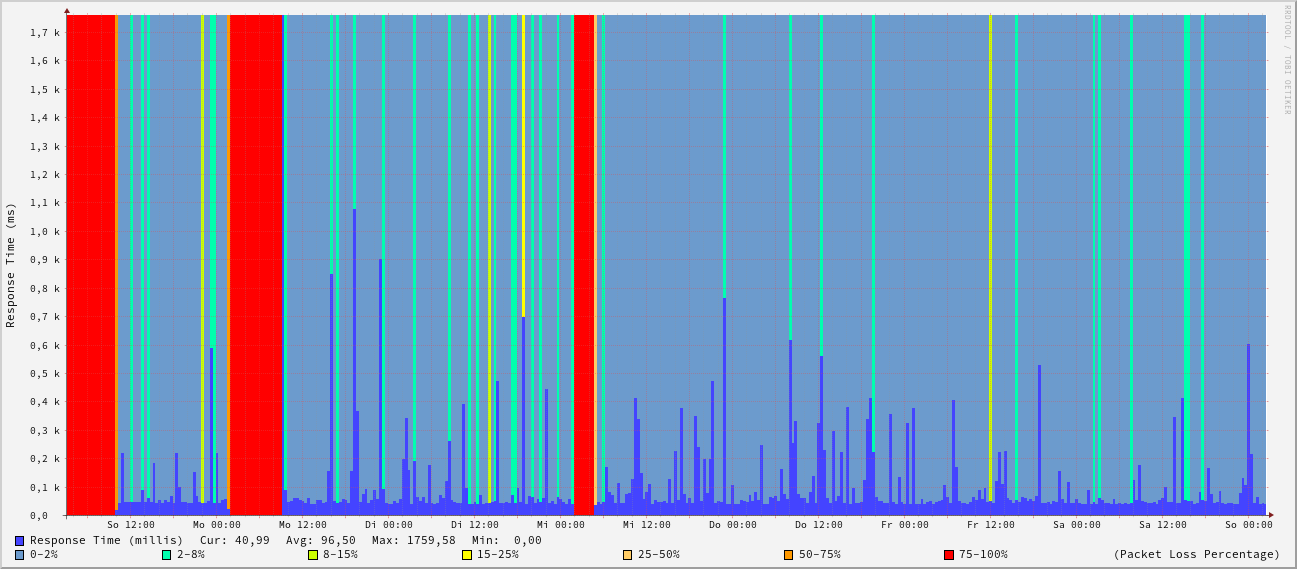 RRDTOOL / TOBI OETIKER
Response Time (ms)
1,7 k
1,6 k
1,5 k
1,4 k
1,3 k
1,2 k
1,1 k
1,0 k
0,9 k
0,8 k
0,7 k
0,6 k
0,5 k
0,4 k
0,3 k
0,2 k
0,1 k
0,0
So 12:00 Mo 00:00 Mo 12:00 Di 00:00 Di 12:00 Mi 00:00 Mi 12:00 Do 00:00 Do 12:00 Fr 00:00 Fr 12:00 Sa 00:00 Sa 12:00 So 00:00
Response Time (millis) Cur: 40,99 Avg: 96,50 Max: 1759,58 Min: 0,00
0-2% 2-8% 8-15% 15-25% 25-50% 50-75% 75-100% (Packet Loss Percentage)